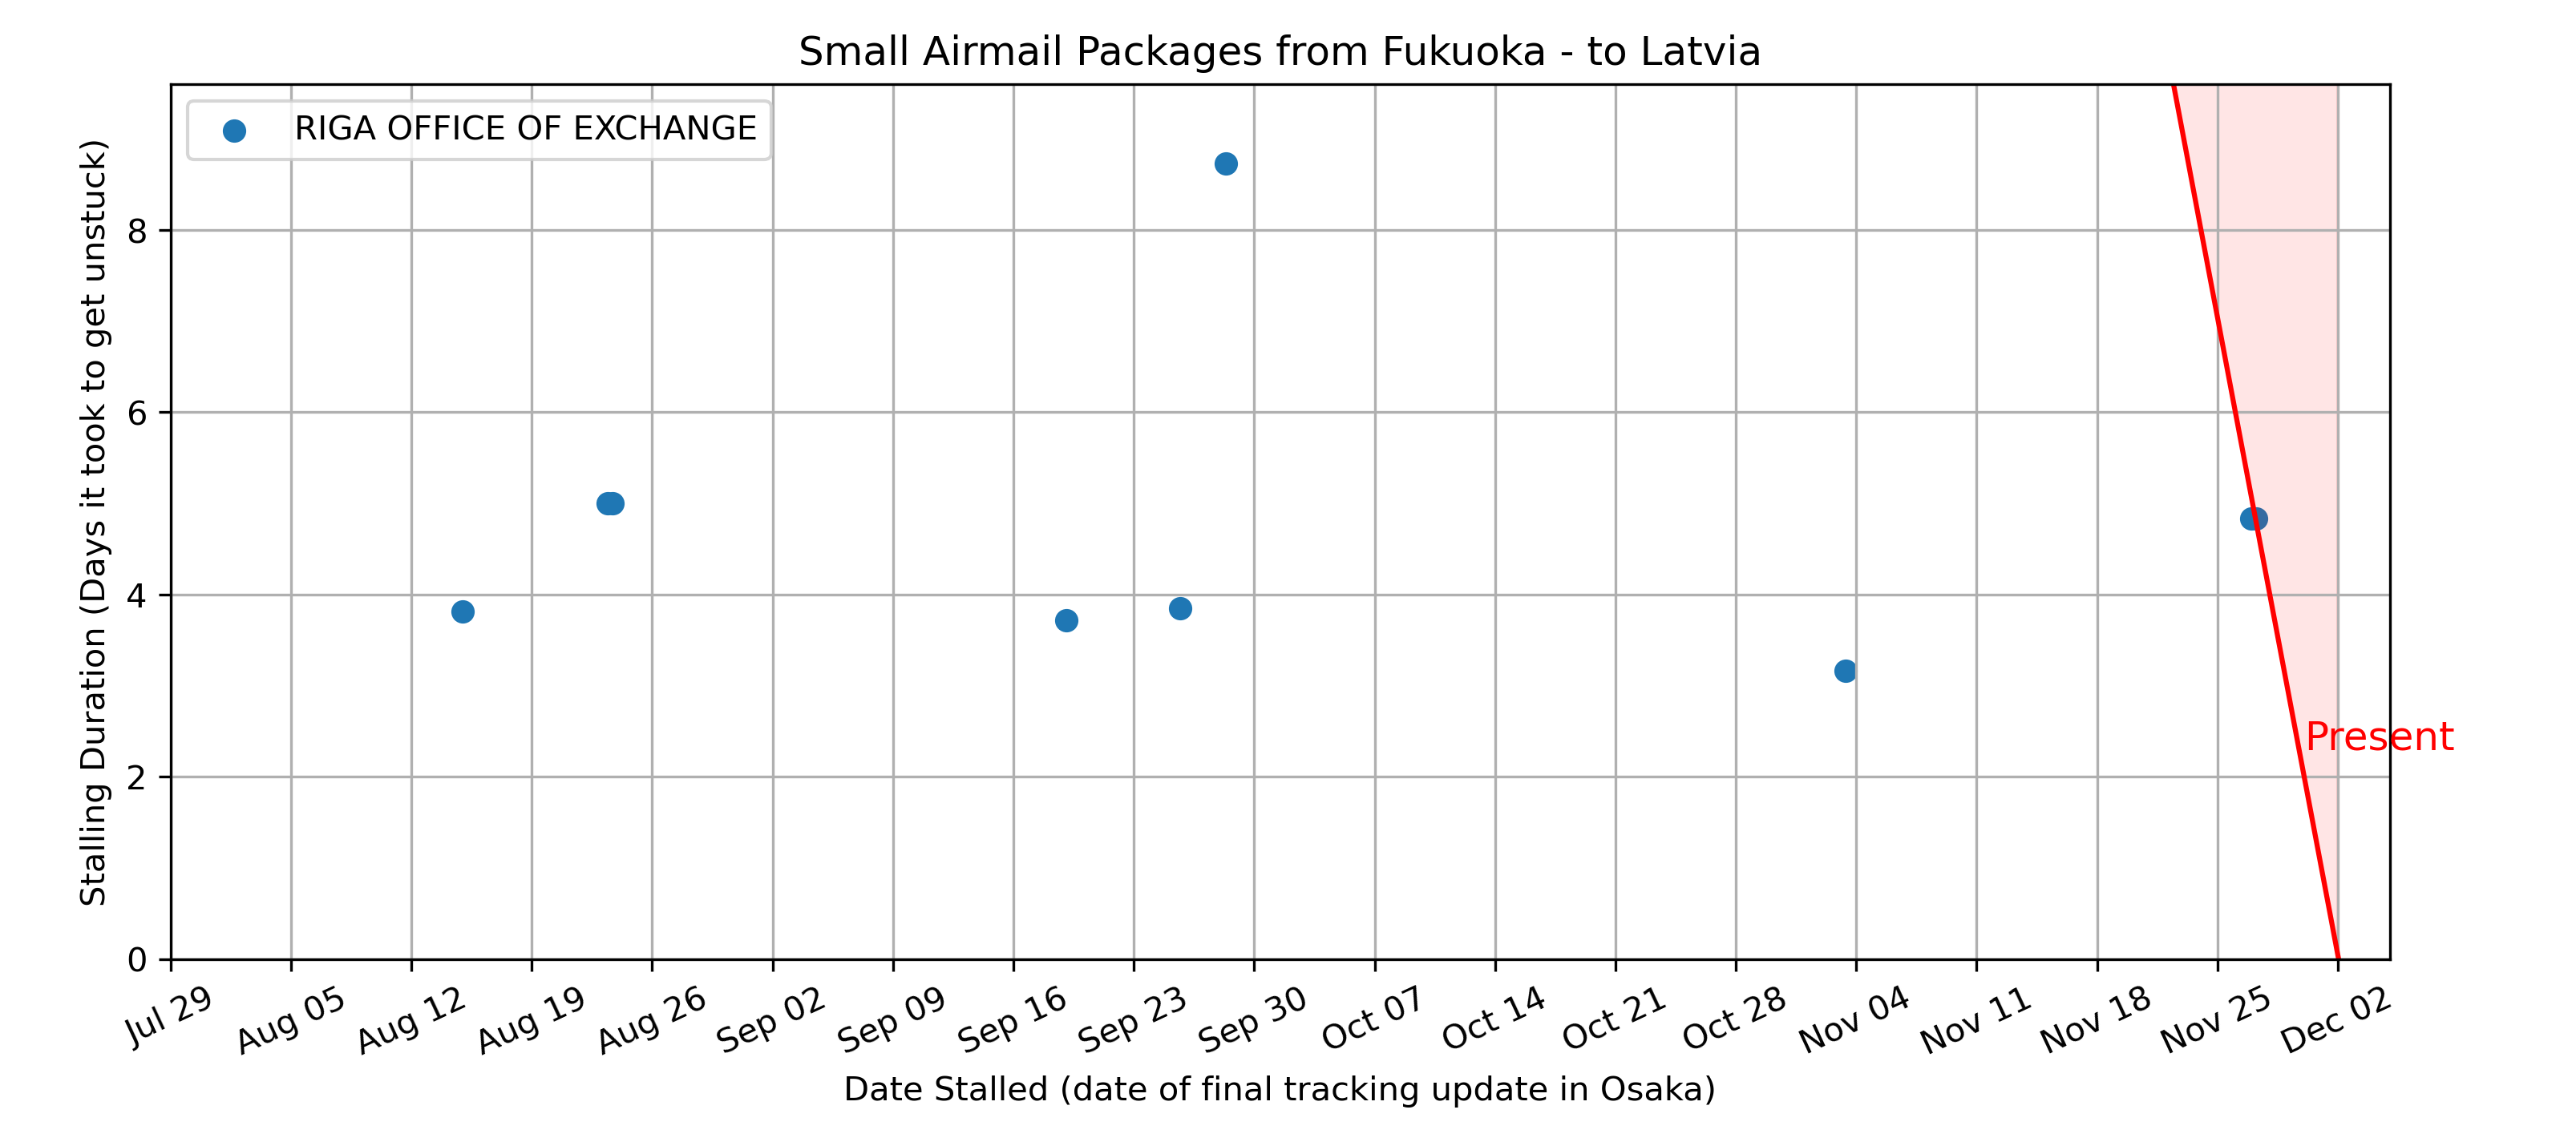 Small Airmail Packages from Fukuoka - to Latvia
RIGA OFFICE OF EXCHANGE
Stalling Duration (Days it took to get unstuck)
8
6
4
2
0
Present
Jul 29
Aug 05
Aug 12
Aug 19
Aug 26
Sep 02
Sep 09
Sep 16
Sep 23
Sep 30
Oct 07
Oct 14
Oct 21
Oct 28
Nov 04
Nov 11
Nov 18
Nov 25
Dec 02
Date Stalled (date of final tracking update in Osaka)